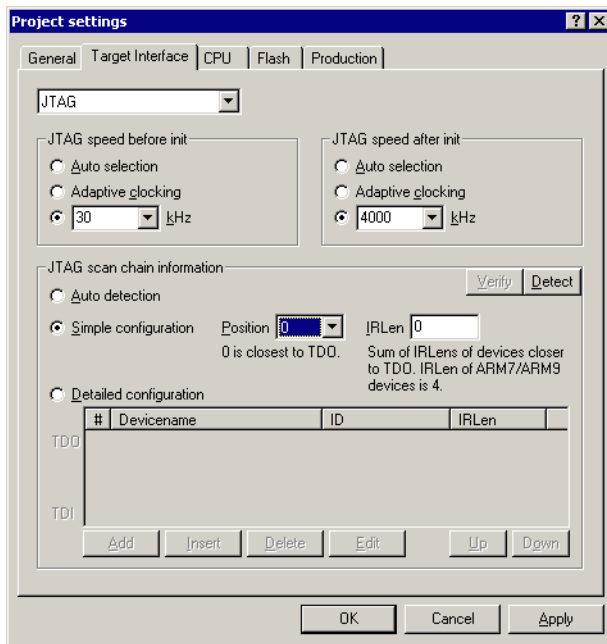 Project settings
General Target Interface CPU Flash Production
JTAG
JTAG speed before init
Auto selection
Adaptive clocking
30 kHz
JTAG speed after init
Auto selection
Adaptive clocking
4000 kHz
JTAG scan chain information
Verify Detect
Auto detection
Simple configuration Position 0 IRLen 0
0 is closest to TDO.
Sum of IRLens of devices closer
to TDO. IRLen of ARM7/ARM9
devices is 4.
Detailed configuration
# Devicename ID IRLen
TDO
TDI
Add Insert Delete Edit Up Down
OK Cancel Apply